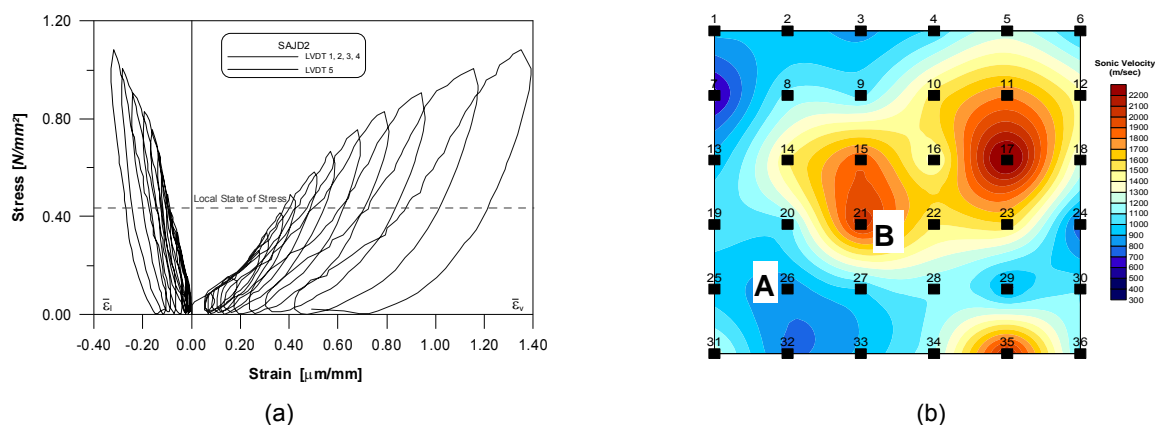 1.20
0.80
0.40
0.00
Stress [N/mm²]
SAJD2
LVDT 1, 2, 3, 4
LVDT 5
Local State of Stress
ε̄l
ε̄v
-0.40 -0.20 0.00 0.20 0.40 0.60 0.80 1.00 1.20 1.40
Strain [μm/mm]
(a)
1 2 3 4 5 6
7 8 9 10 11 12
13 14 15 16 17 18
19 20 21 22 23 24
B
25 26 27 28 29 30
A
31 32 33 34 35 36
Sonic Velocity
(m/sec)
2200
2100
2000
1900
1800
1700
1600
1500
1400
1300
1200
1100
1000
900
800
700
600
500
400
300
(b)